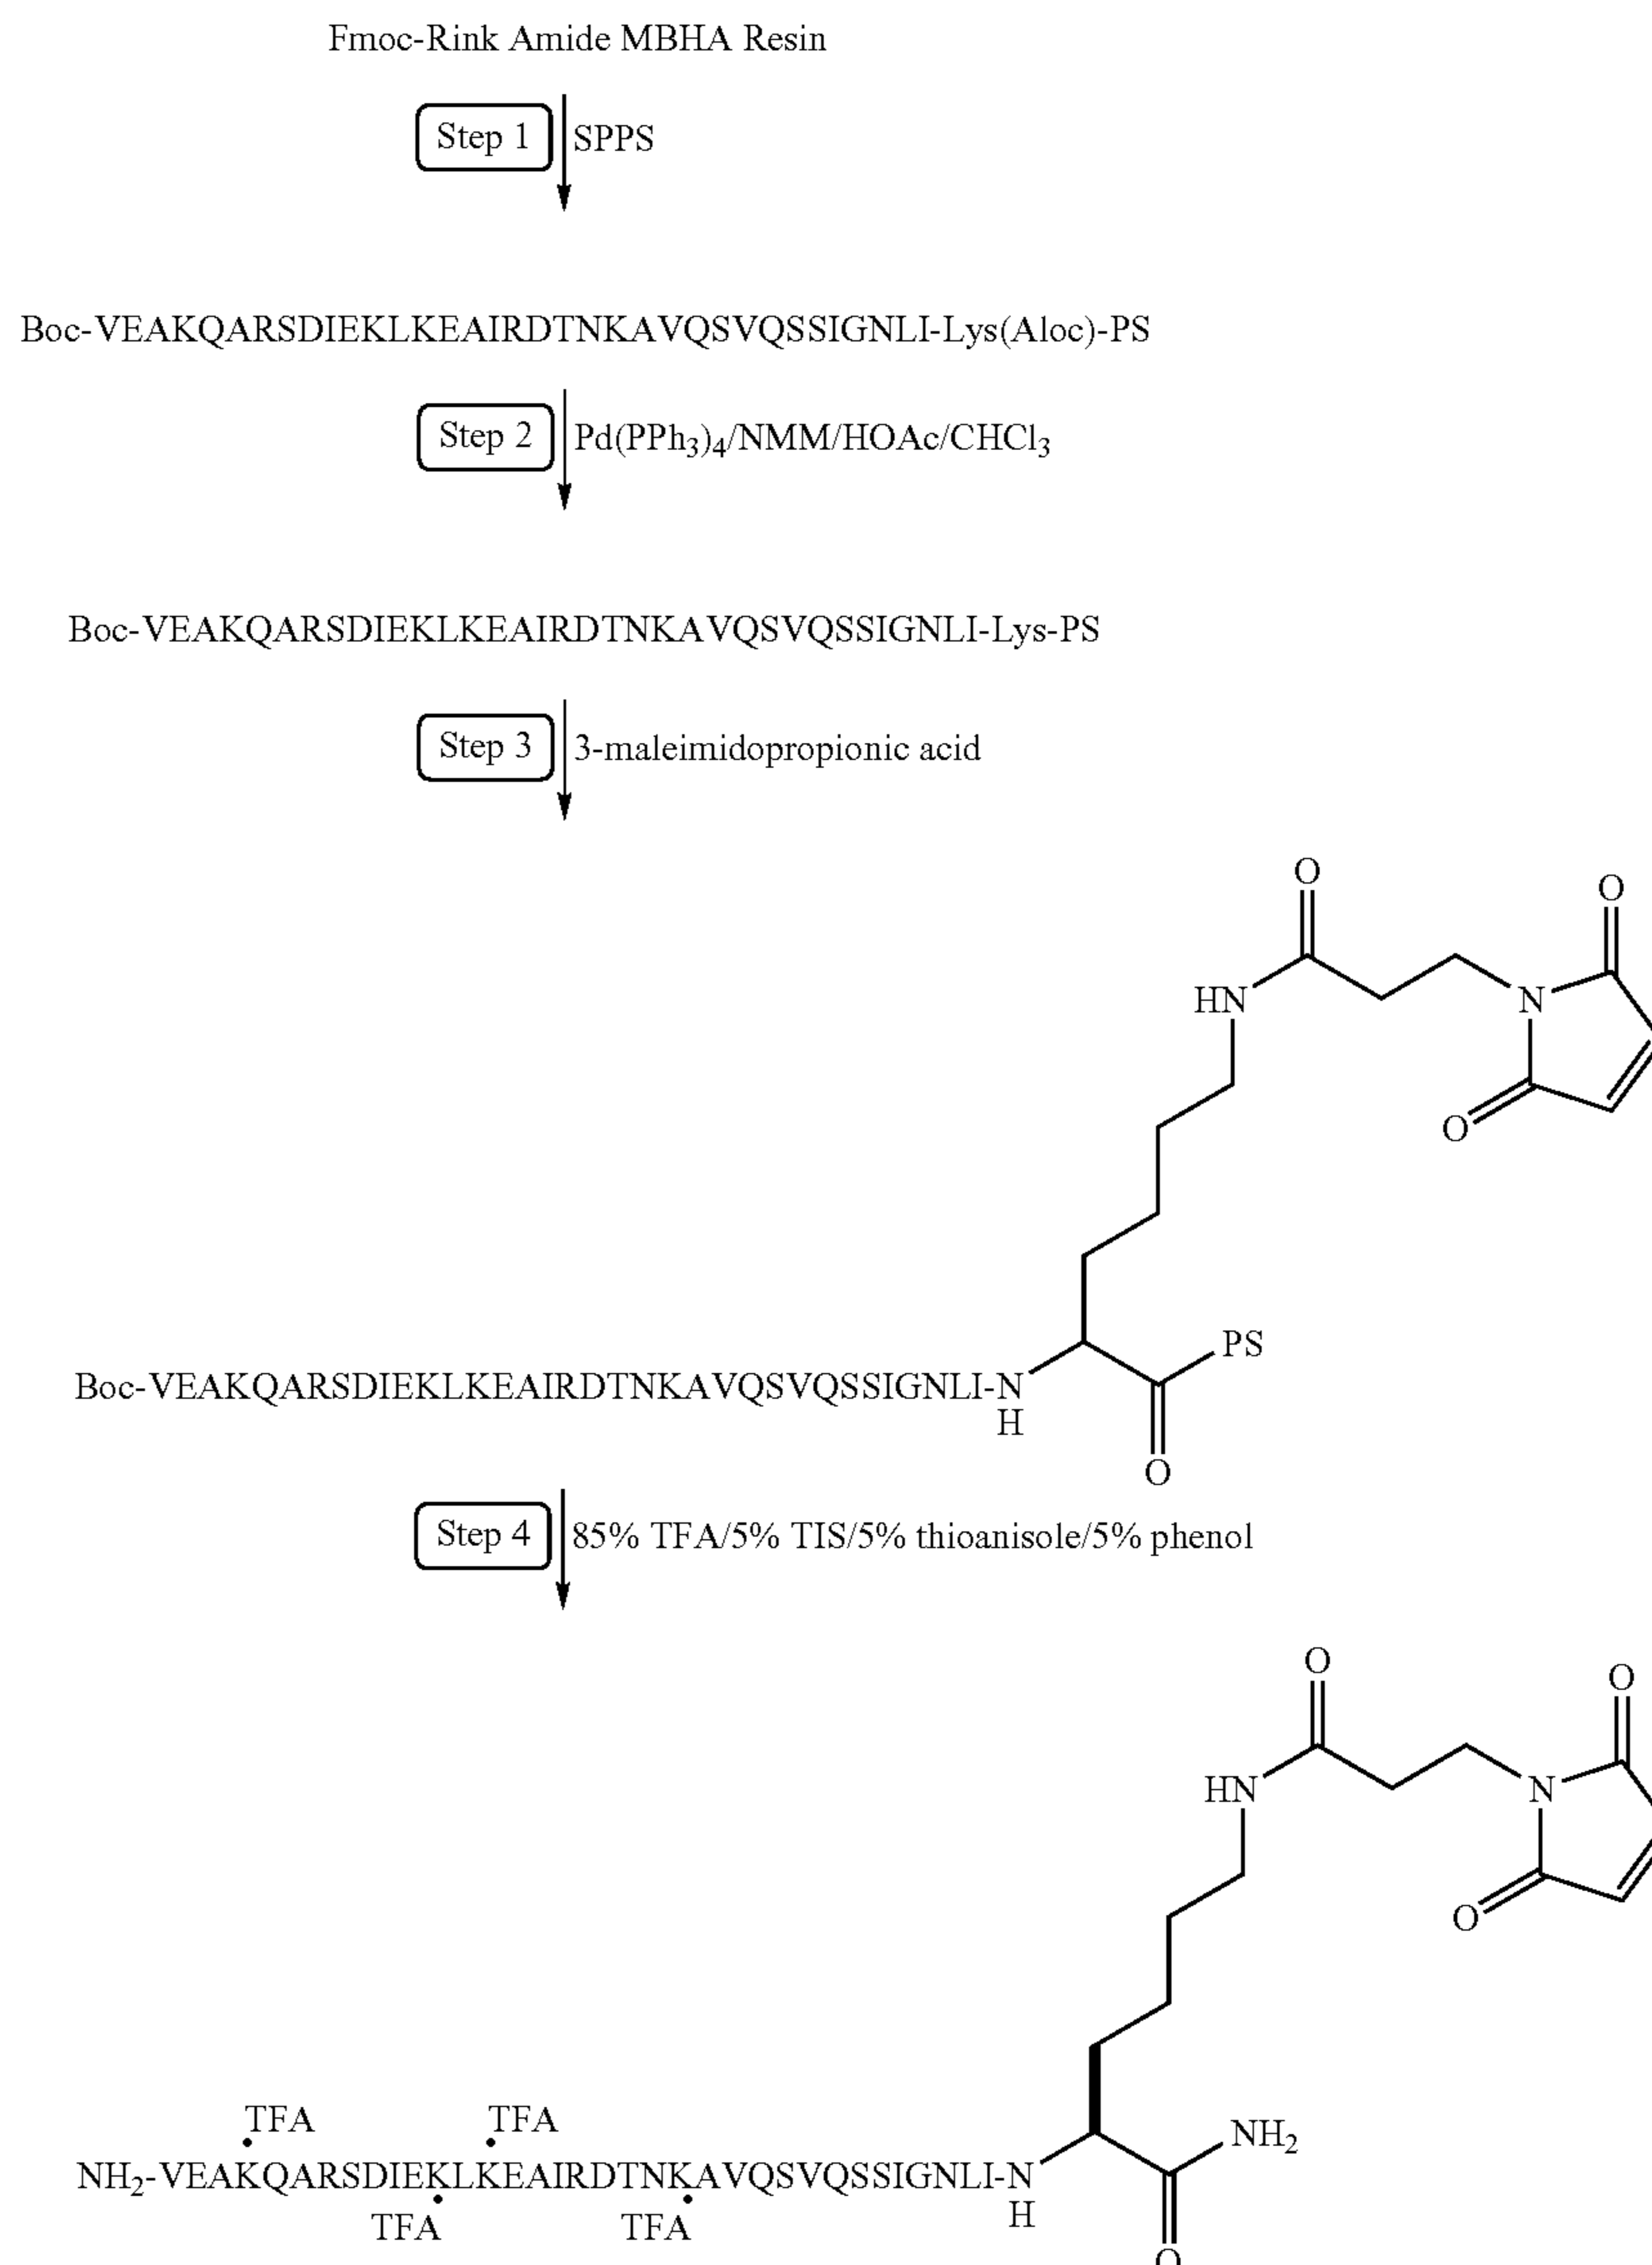 Fmoc-Rink Amide MBHA Resin
Step 1 SPPS
Boc-VEAKQARSDIEKLKEAIRDTNKAVQSVQSSIGNLI-Lys(Aloc)-PS
Step 2 Pd(PPh3)4/NMM/HOAc/CHCl3
Boc-VEAKQARSDIEKLKEAIRDTNKAVQSVQSSIGNLI-Lys-PS
Step 3 3-maleimidopropionic acid
O
O
HN
N
O
PS
Boc-VEAKQARSDIEKLKEAIRDTNKAVQSVQSSIGNLI-N
H
O
Step 4 85% TFA/5% TIS/5% thioanisole/5% phenol
O
O
HN
N
O
TFA TFA
NH2
NH2-VEAKQARSDIEKLKEAIRDTNKAVQSVQSSIGNLI-N
H
TFA TFA
O